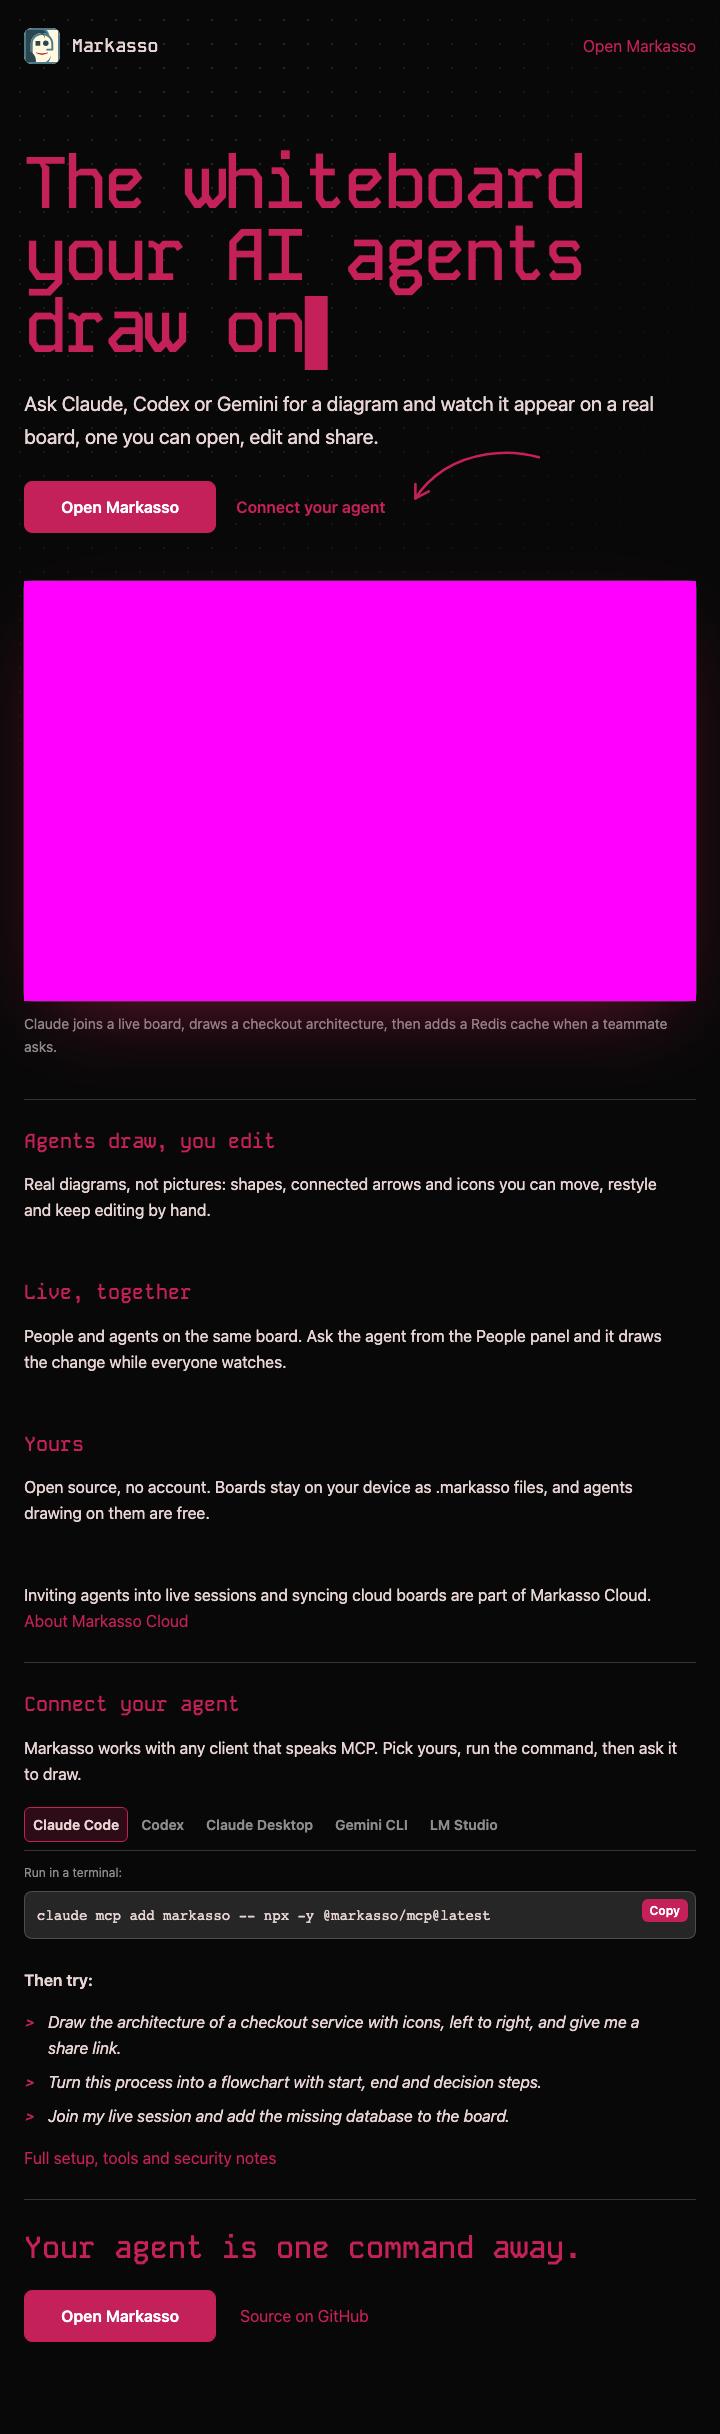 Markasso
Open Markasso
The whiteboard
your AI agents
draw on
Ask Claude, Codex or Gemini for a diagram and watch it appear on a real
board, one you can open, edit and share.
Open Markasso
Connect your agent
Claude joins a live board, draws a checkout architecture, then adds a Redis cache when a teammate
asks.
Agents draw, you edit
Real diagrams, not pictures: shapes, connected arrows and icons you can move, restyle
and keep editing by hand.
Live, together
People and agents on the same board. Ask the agent from the People panel and it draws
the change while everyone watches.
Yours
Open source, no account. Boards stay on your device as .markasso files, and agents
drawing on them are free.
Inviting agents into live sessions and syncing cloud boards are part of Markasso Cloud.
About Markasso Cloud
Connect your agent
Markasso works with any client that speaks MCP. Pick yours, run the command, then ask it
to draw.
Claude Code Codex Claude Desktop Gemini CLI LM Studio
Run in a terminal:
claude mcp add markasso -- npx -y @markasso/mcp@latest
Copy
Then try:
> Draw the architecture of a checkout service with icons, left to right, and give me a
share link.
> Turn this process into a flowchart with start, end and decision steps.
> Join my live session and add the missing database to the board.
Full setup, tools and security notes
Your agent is one command away.
Open Markasso
Source on GitHub